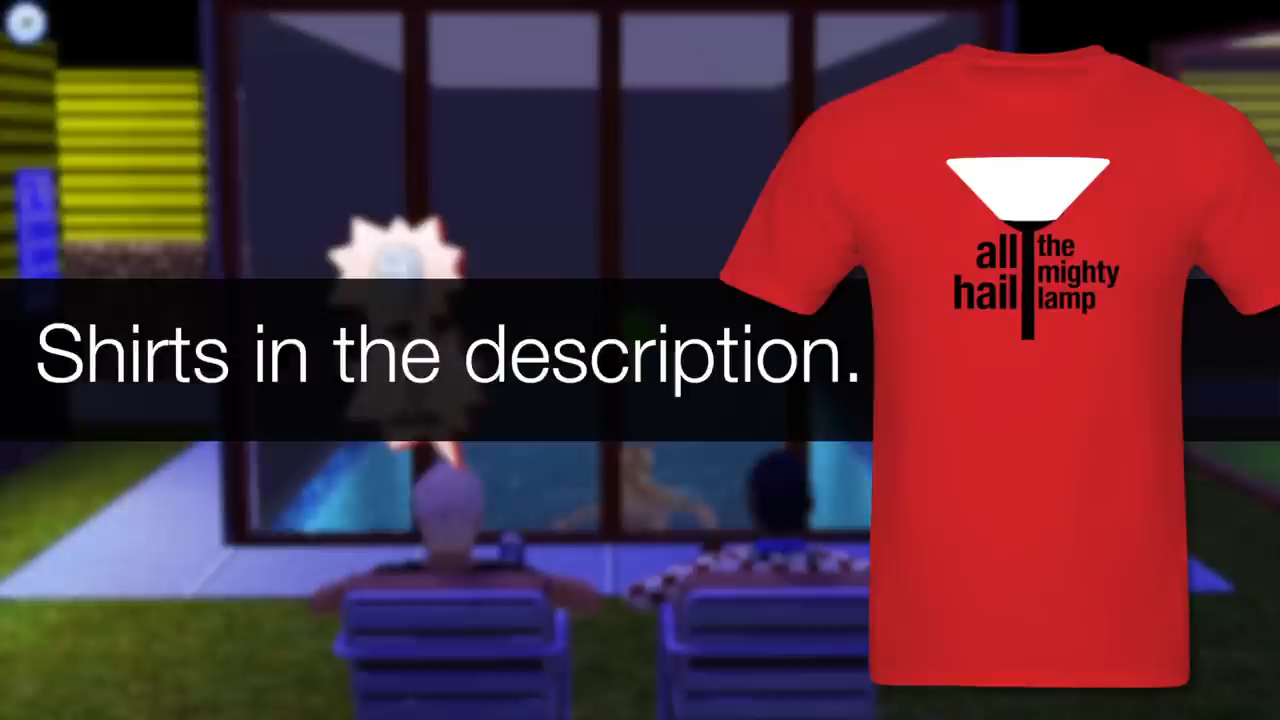 Shirts in the description.
all
hail
the
mighty
lamp